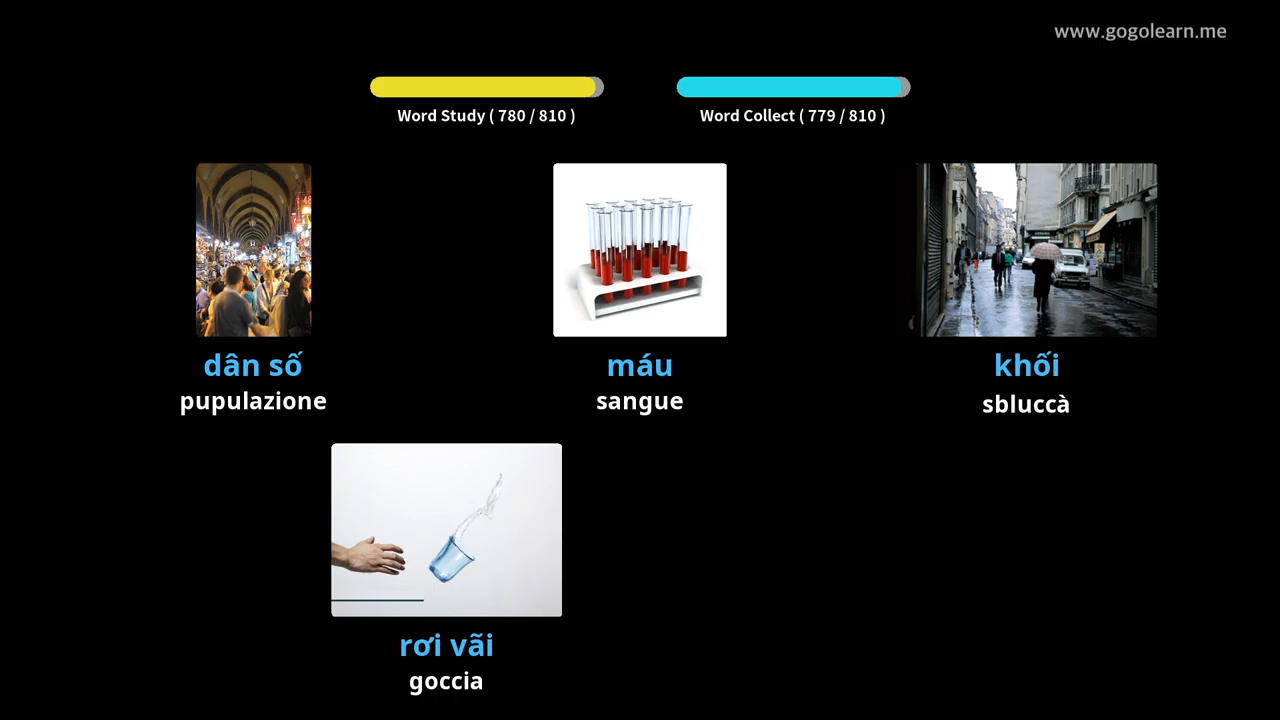 www.gogolearn.me
Word Study ( 780 / 810 )
Word Collect ( 779 / 810 )
dân số
pupulazione
máu
sangue
khối
sbluccà
rơi vãi
goccia